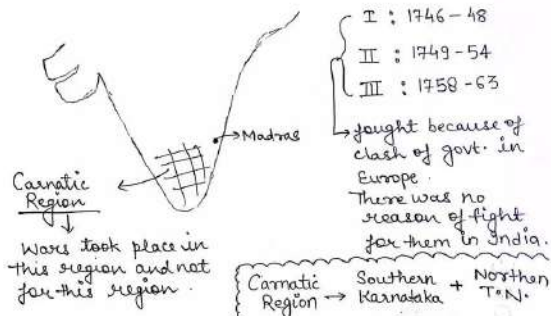 I : 1746-48
II : 1749-54
III : 1758-63
fought because of
clash of govt. in
Europe.
There was no
reason of fight
for them in India.
Madras
Carnatic
Region
Wars took place in
this region and not
for this region.
Carnatic
Region → Southern
Karnataka + Northen
T.N.